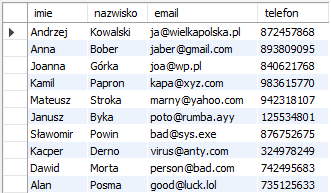 imie nazwisko email telefon
Andrzej Kowalski ja@wielkapolska.pl 872457868
Anna Bober jaber@gmail.com 893809095
Joanna Górka joa@wp.pl 840621768
Kamil Papron kapa@xyz.com 983615770
Mateusz Stroka marny@yahoo.com 942318107
Janusz Byka poto@rumba.ayy 125534801
Sławomir Powin bad@sys.exe 876752675
Kacper Derno virus@anty.com 324978249
Dawid Morta person@bad.com 742495683
Alan Posma good@luck.lol 735125633